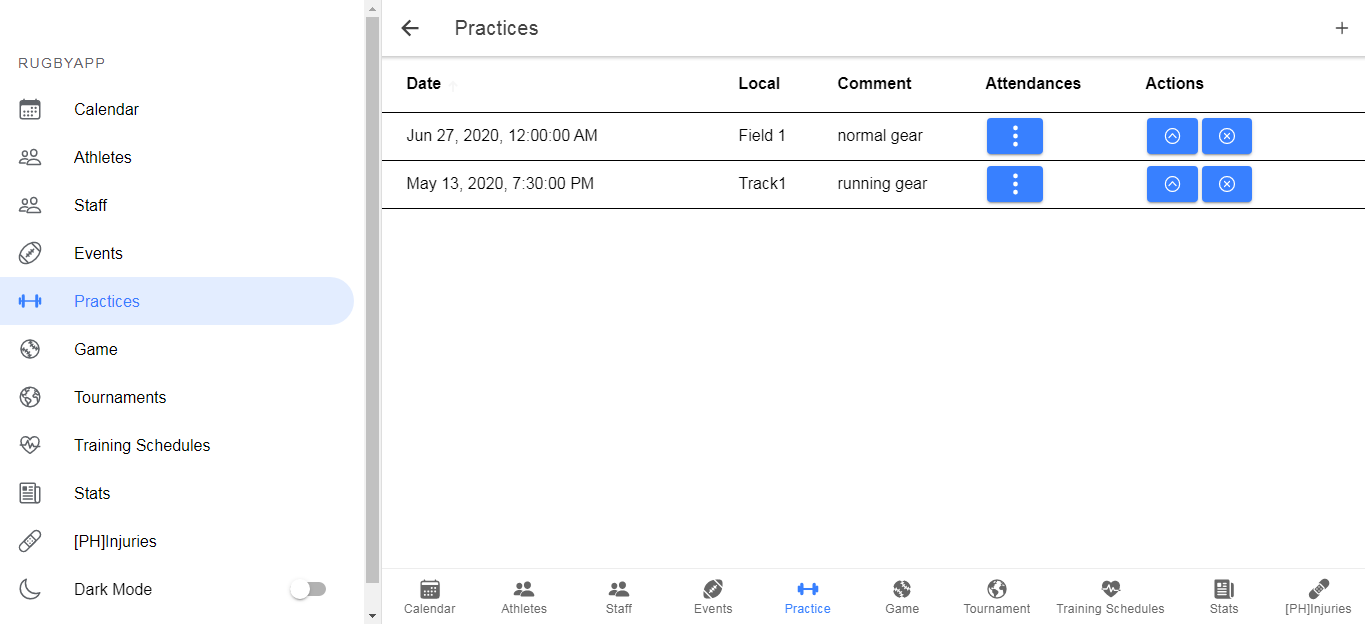 RUGBYAPP
Calendar
Athletes
Staff
Events
Practices
Game
Tournaments
Training Schedules
Stats
[PH]Injuries
Dark Mode
Practices
Date Local Comment Attendances Actions
Jun 27, 2020, 12:00:00 AM Field 1 normal gear
May 13, 2020, 7:30:00 PM Track1 running gear
Calendar Athletes Staff Events Practice Game Tournament Training Schedules Stats [PH]Injuries